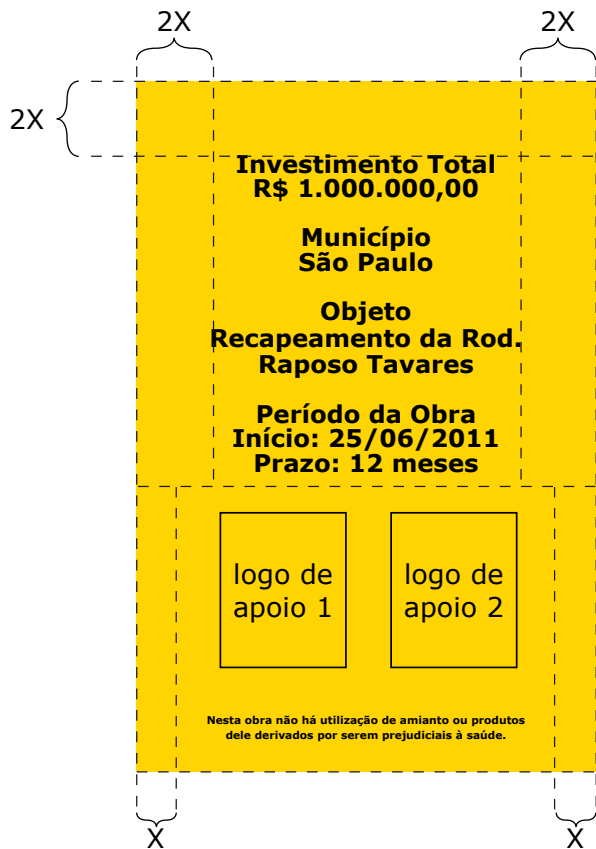 2X 2X
2X
Investimento Total
R$ 1.000.000,00
Município
São Paulo
Objeto
Recapeamento da Rod.
Raposo Tavares
Período da Obra
Início: 25/06/2011
Prazo: 12 meses
logo de
apoio 1
logo de
apoio 2
Nesta obra não há utilização de amianto ou produtos
dele derivados por serem prejudiciais à saúde.
X X